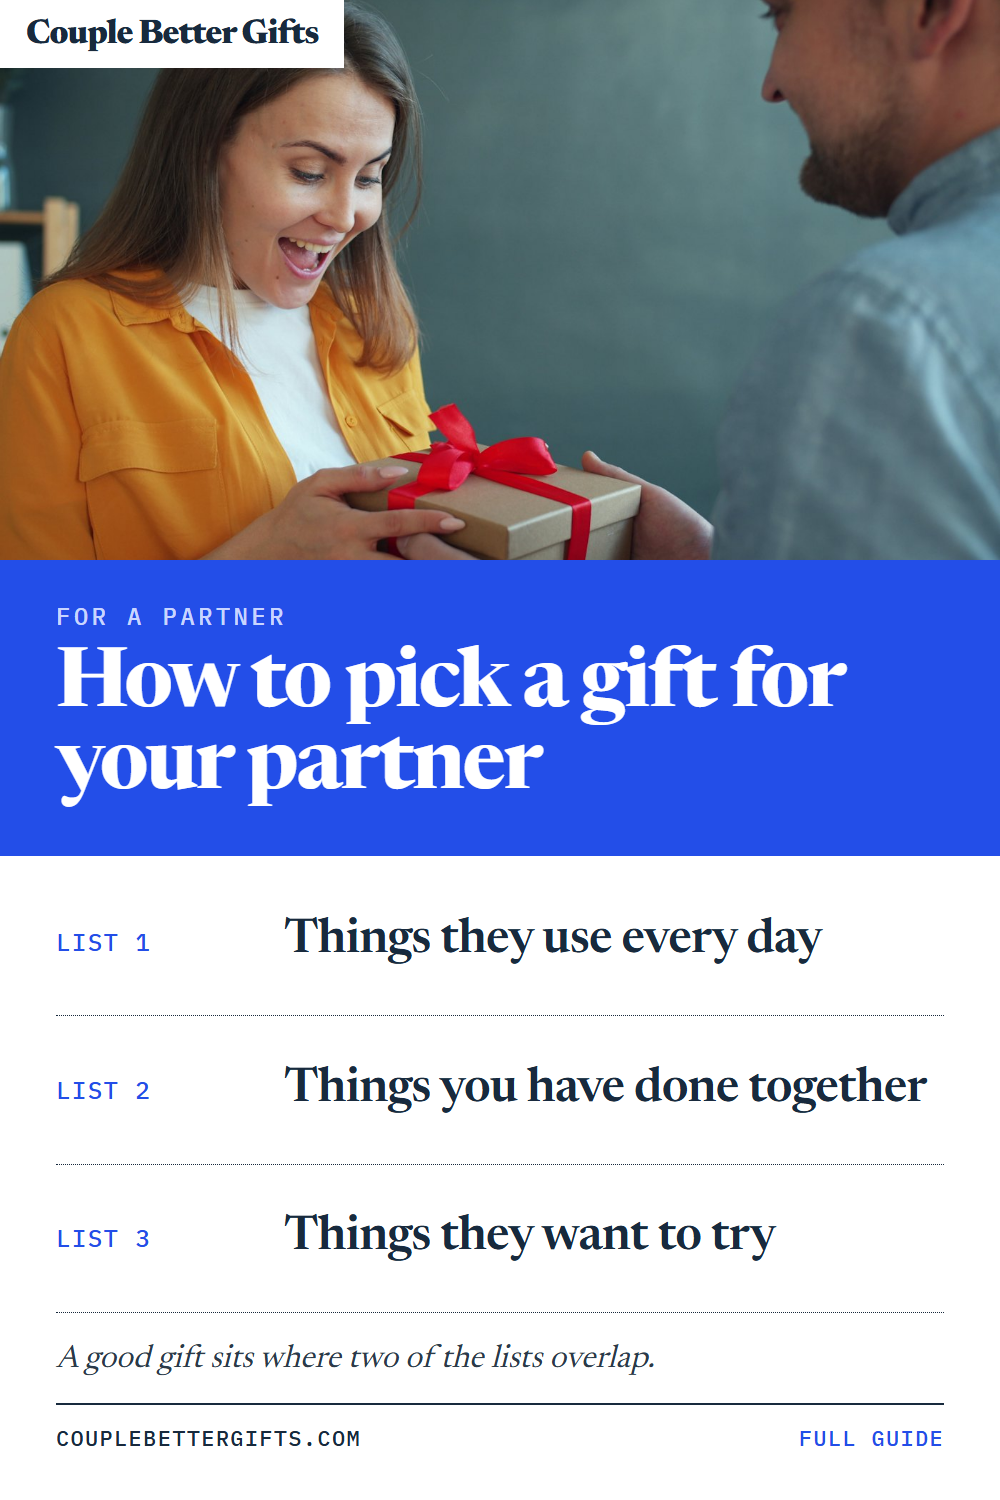 Couple Better Gifts
FOR A PARTNER
How to pick a gift for
your partner
LIST 1
Things they use every day
LIST 2
Things you have done together
LIST 3
Things they want to try
A good gift sits where two of the lists overlap.
COUPLEBETTERGIFTS.COM
FULL GUIDE